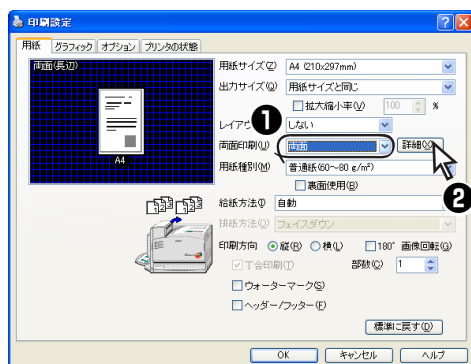 印刷設定
用紙 グラフィック オプション プリンタの状態
両面(長辺)
A4
用紙サイズ(Z) A4 (210x297mm)
出力サイズ(Q) 用紙サイズと同じ
拡大縮小率(V) 100 %
1
レイアウ しない
両面印刷(U) 両面 詳細(X)
用紙種別(M) 普通紙(60～80 g/m²)
2
裏面使用(B)
給紙方法(I) 自動
排紙方法(O) フェイスダウン
印刷方向 縦(R) 横(L) 180° 画像回転(G)
丁合印刷(T) 部数(C) 1
ウォーターマーク(S)
ヘッダー/フッター(F)
標準に戻す(D)
OK キャンセル ヘルプ